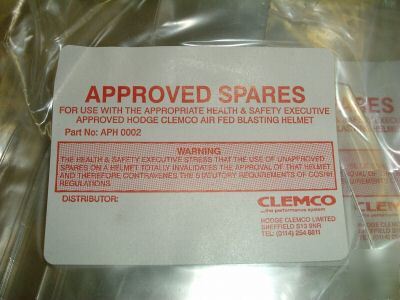 APPROVED SPARES
FOR USE WITH THE APPROPRIATE HEALTH & SAFETY EXECUTIVE
APPROVED HODGE CLEMCO AIR FED BLASTING HELMET
Part No: APH 0002
WARNING
THE HEALTH & SAFETY EXECUTIVE STRESS THAT THE USE OF UNAPPROVED
SPARES ON A HELMET TOTALLY INVALIDATES THE APPROVAL OF THAT HELMET
AND THEREFORE CONTRAVENES THE STATUTORY REQUIREMENTS OF COSHH
REGULATIONS
DISTRIBUTOR:
CLEMCO
...the performance system
HODGE CLEMCO LIMITED
SHEFFIELD S13 9NR
TEL: (0114) 254 8811
SPARES